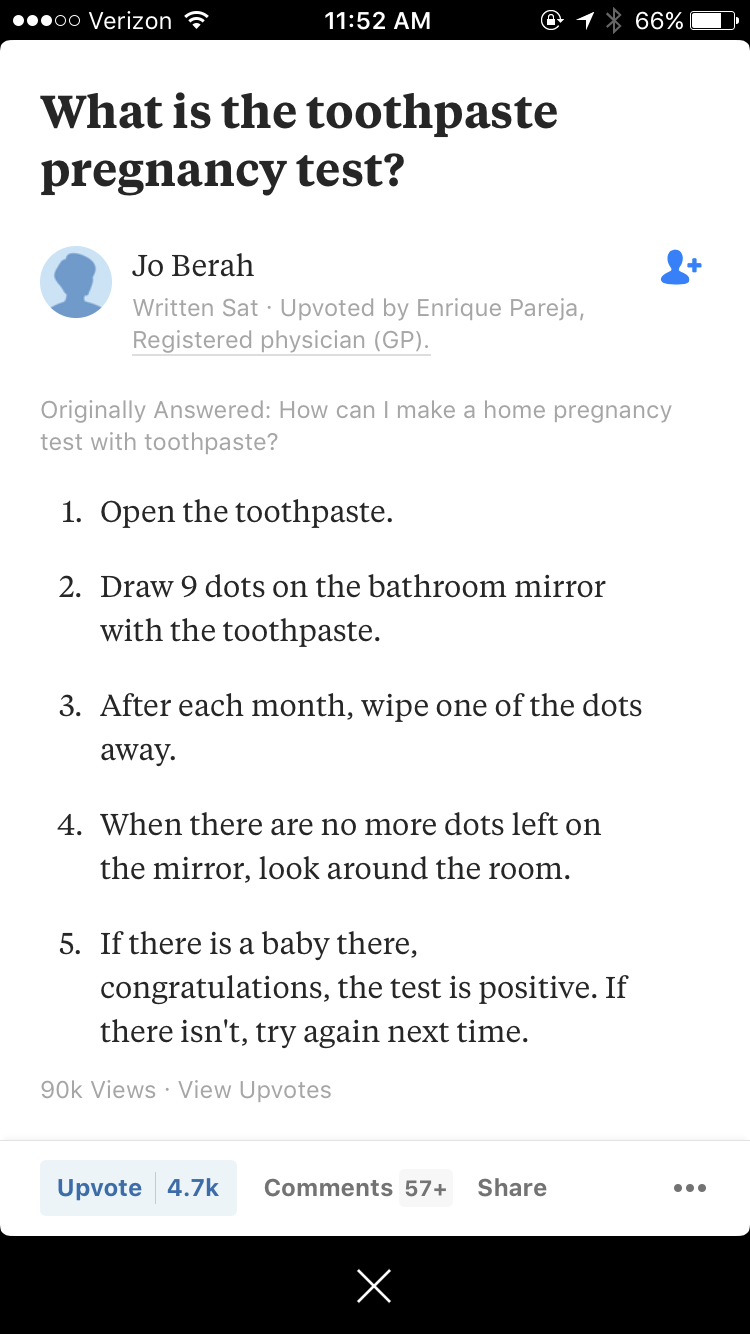 Verizon 11:52 AM 66%
What is the toothpaste
pregnancy test?
Jo Berah
Written Sat · Upvoted by Enrique Pareja,
Registered physician (GP).
Originally Answered: How can I make a home pregnancy
test with toothpaste?
1. Open the toothpaste.
2. Draw 9 dots on the bathroom mirror
with the toothpaste.
3. After each month, wipe one of the dots
away.
4. When there are no more dots left on
the mirror, look around the room.
5. If there is a baby there,
congratulations, the test is positive. If
there isn't, try again next time.
90k Views · View Upvotes
Upvote 4.7k Comments 57+ Share